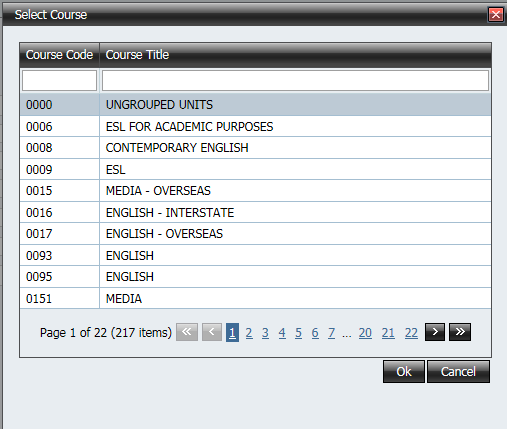 Select Course
Course Code Course Title
0000 UNGROUPED UNITS
0006 ESL FOR ACADEMIC PURPOSES
0008 CONTEMPORARY ENGLISH
0009 ESL
0015 MEDIA - OVERSEAS
0016 ENGLISH - INTERSTATE
0017 ENGLISH - OVERSEAS
0093 ENGLISH
0095 ENGLISH
0151 MEDIA
Page 1 of 22 (217 items) « ‹ 1 2 3 4 5 6 7 ... 20 21 22 › »
Ok Cancel